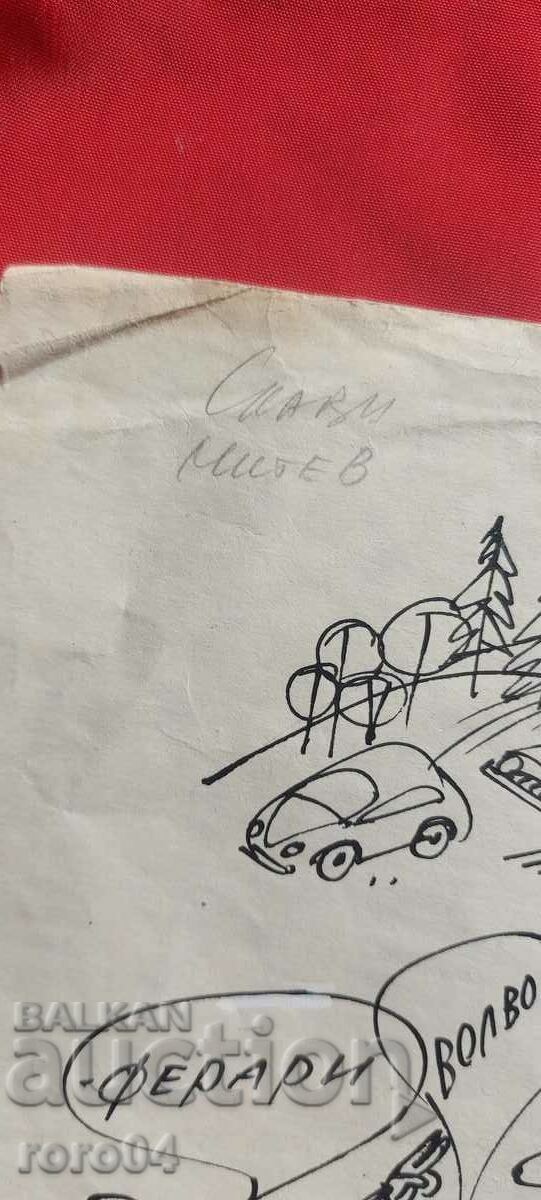 Слави
Митев
ВОЛВО
ФЕРАРИ
BALKAN
auction
roro04